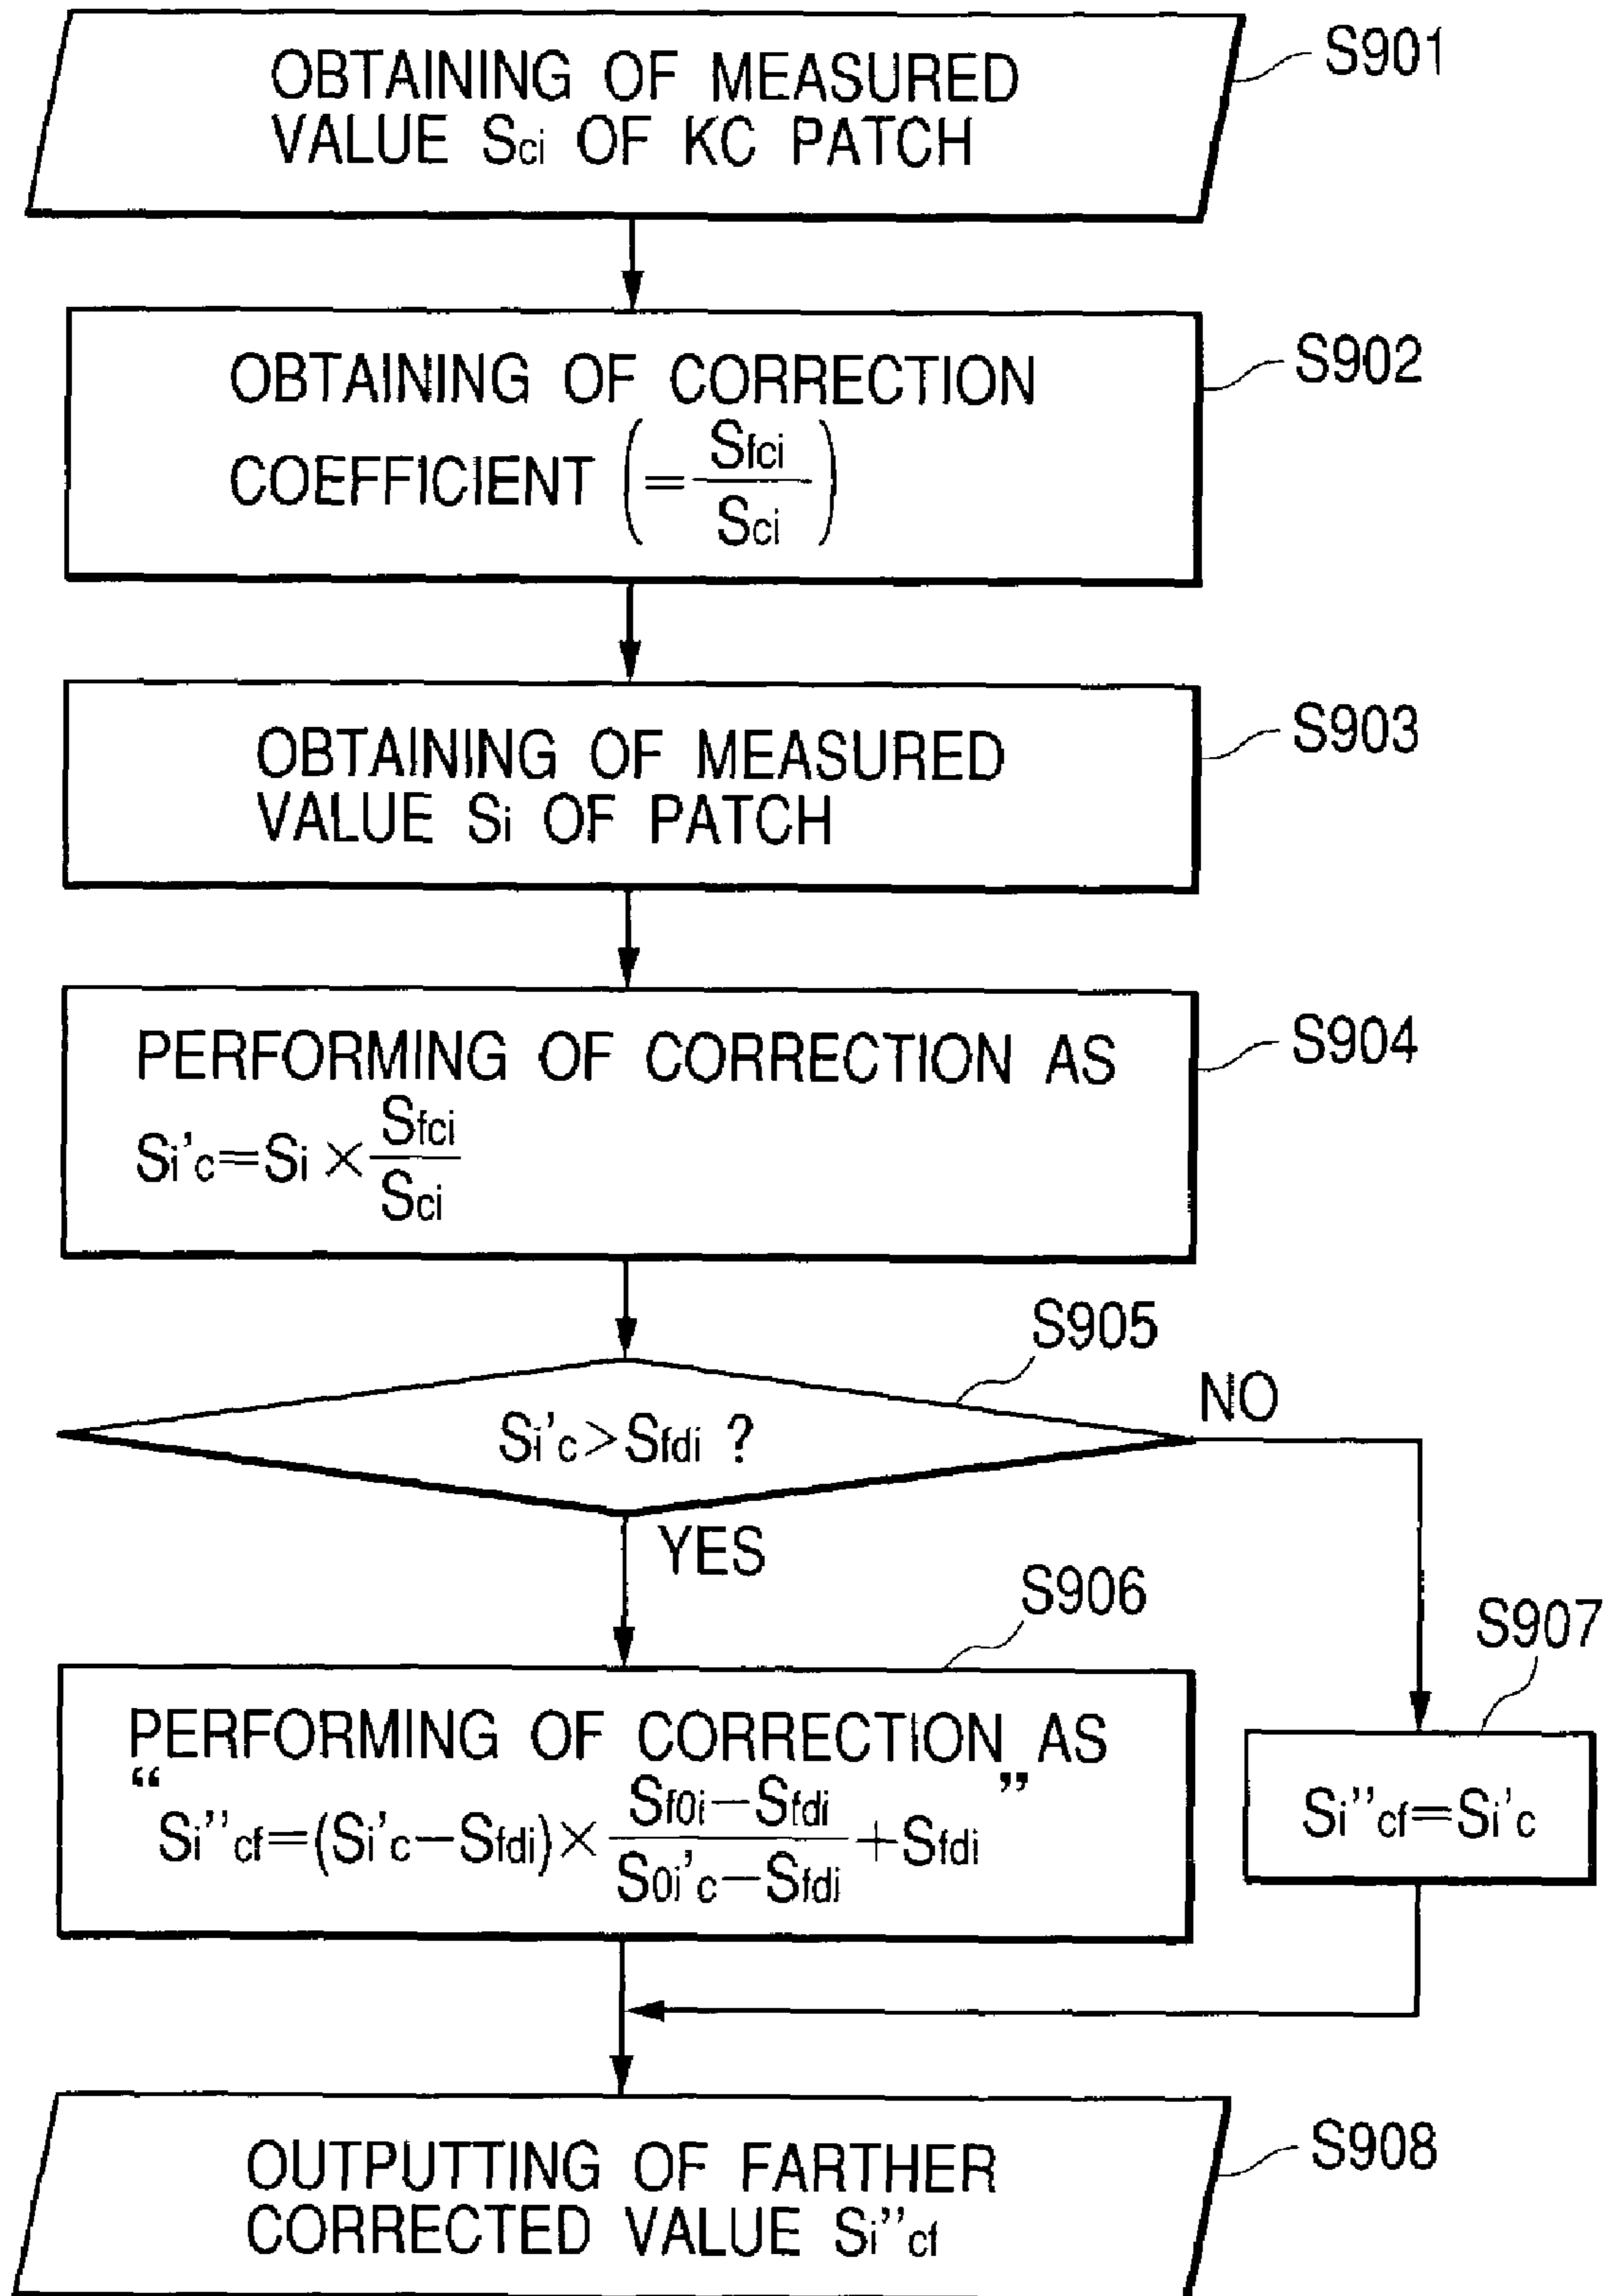 OBTAINING OF MEASURED
VALUE Sci OF KC PATCH
S901
OBTAINING OF CORRECTION
COEFFICIENT (= Sfci / Sci)
S902
OBTAINING OF MEASURED
VALUE Si OF PATCH
S903
PERFORMING OF CORRECTION AS
Si'c=Si × Sfci / Sci
S904
S905
Si'c>Sfdi ?
NO
YES
S906
PERFORMING OF CORRECTION AS
“Si''cf=(Si'c−Sfdi)× (Sf0i−Sfdi) / (S0i'c−Sfdi) +Sfdi”
S907
Si''cf=Si'c
OUTPUTTING OF FARTHER
CORRECTED VALUE Si''cf
S908